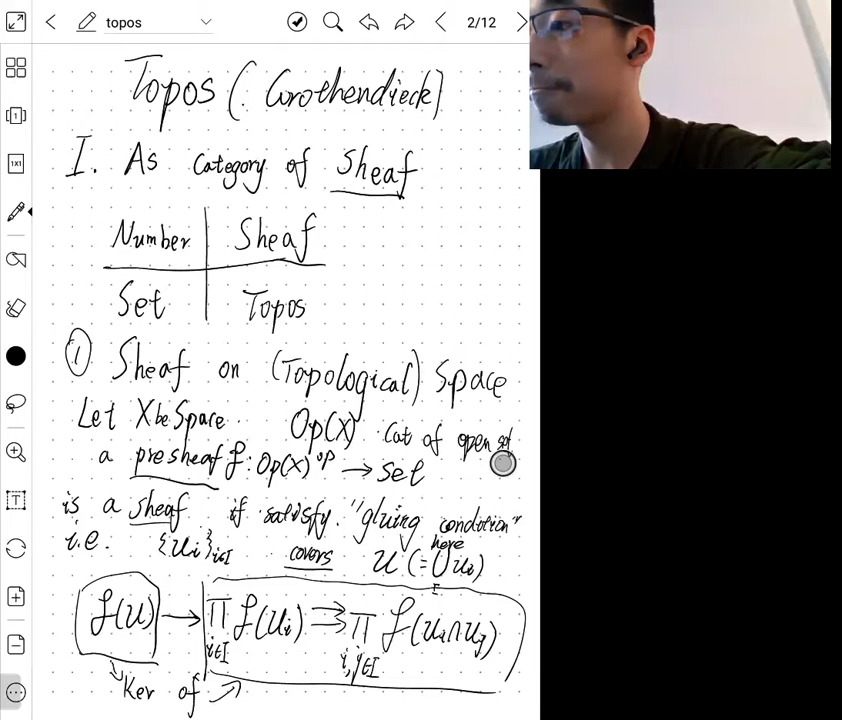 topos
2/12
Topos (. Grothendieck)
I. As category of Sheaf
Number | Sheaf
Set | Topos
① Sheaf on (Topological) Space
Let X be Space. Op(X) cat of open set
a presheaf F: Op(X)^op → Set
is a sheaf if satisfy. "gluing condition"
i.e. {Ui}i∈I covers U (= ∪ Ui)
here
I
F(U) → ∏ F(Ui) ⇉ ∏ F(Ui∩Uj)
i∈I i,j∈I
Ker of